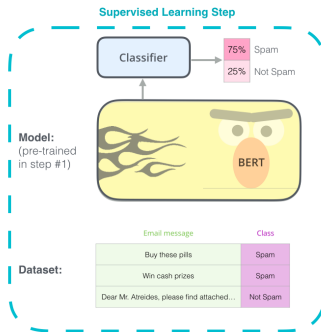 Supervised Learning Step
75% Spam
Classifier
25% Not Spam
Model:
(pre-trained
in step #1)
BERT
Email message Class
Dataset:
Buy these pills Spam
Win cash prizes Spam
Dear Mr. Atreides, please find attached... Not Spam